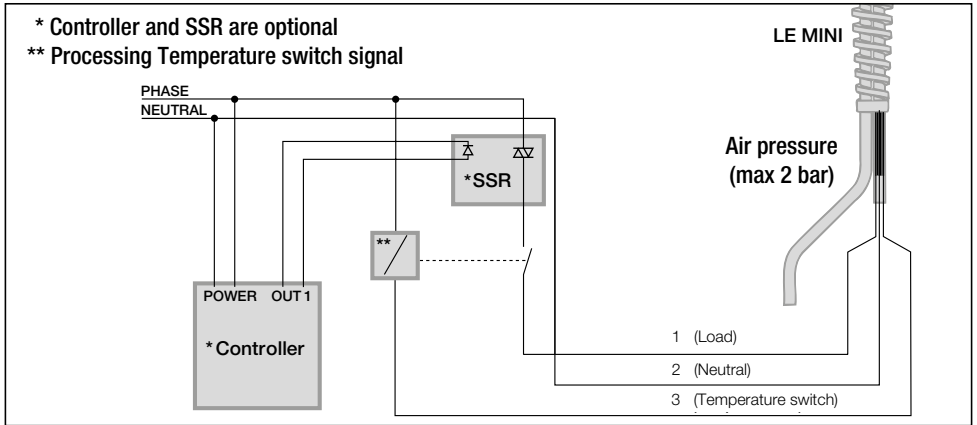 * Controller and SSR are optional
** Processing Temperature switch signal
LE MINI
PHASE
NEUTRAL
Air pressure
(max 2 bar)
*SSR
**
POWER OUT 1
*Controller
1 (Load)
2 (Neutral)
3 (Temperature switch)